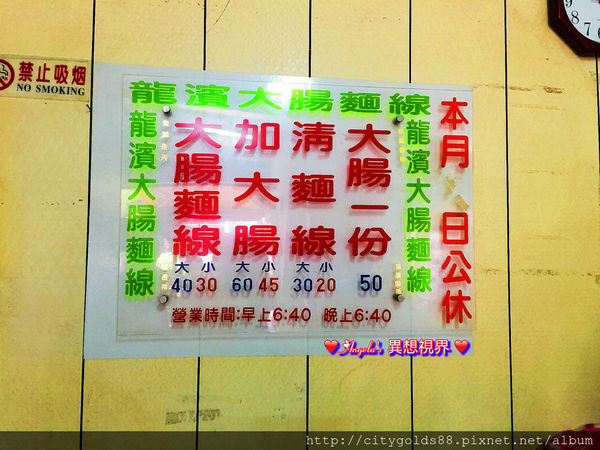 禁止吸烟
NO SMOKING
龍濱大腸麵線
龍濱大腸麵線
大腸麵線
大 小
40 30
加大腸
大 小
60 45
清麵線
大 小
30 20
大腸一份
50
龍濱大腸麵線
本月 日公休
營業時間:早上6:40 晚上6:40
Angela's 異想視界
http://citygolds88.pixnet.net/album